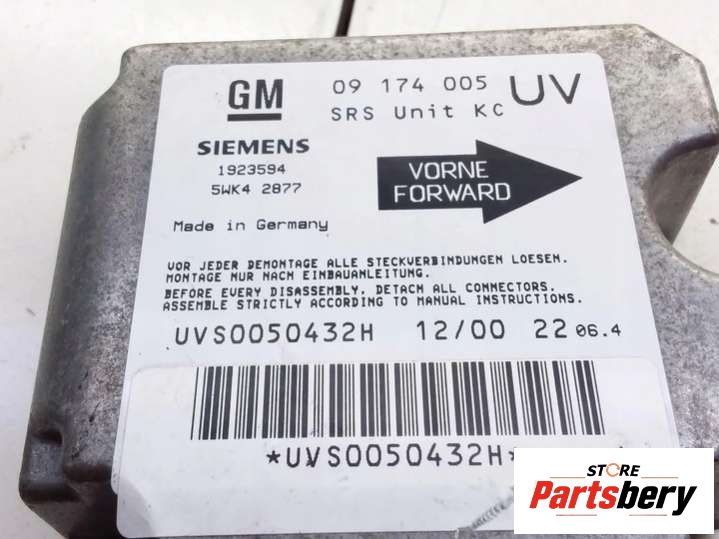 GM 09 174 005 UV
SRS Unit KC
SIEMENS
1923594
5WK4 2877
VORNE
FORWARD
Made in Germany
VOR JEDER DEMONTAGE ALLE STECKVERBINDUNGEN LOESEN.
MONTAGE NUR NACH EINBAUANLEITUNG.
BEFORE EVERY DISASSEMBLY, DETACH ALL CONNECTORS.
ASSEMBLE STRICTLY ACCORDING TO MANUAL INSTRUCTIONS.
UVS0050432H 12/00 22 06.4
*UVS0050432H*
STORE
Partsbery